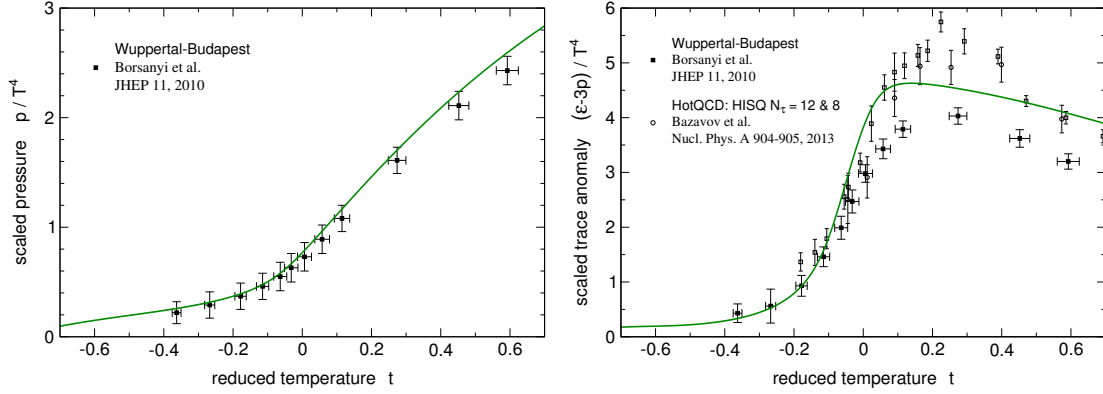 3
2
1
0
scaled pressure p / T⁴
Wuppertal-Budapest
Borsanyi et al.
JHEP 11, 2010
-0.6 -0.4 -0.2 0 0.2 0.4 0.6
reduced temperature t
6
5
4
3
2
1
0
scaled trace anomaly (ε-3p) / T⁴
Wuppertal-Budapest
Borsanyi et al.
JHEP 11, 2010
HotQCD: HISQ Nτ = 12 & 8
Bazavov et al.
Nucl. Phys. A 904-905, 2013
-0.6 -0.4 -0.2 0 0.2 0.4 0.6
reduced temperature t